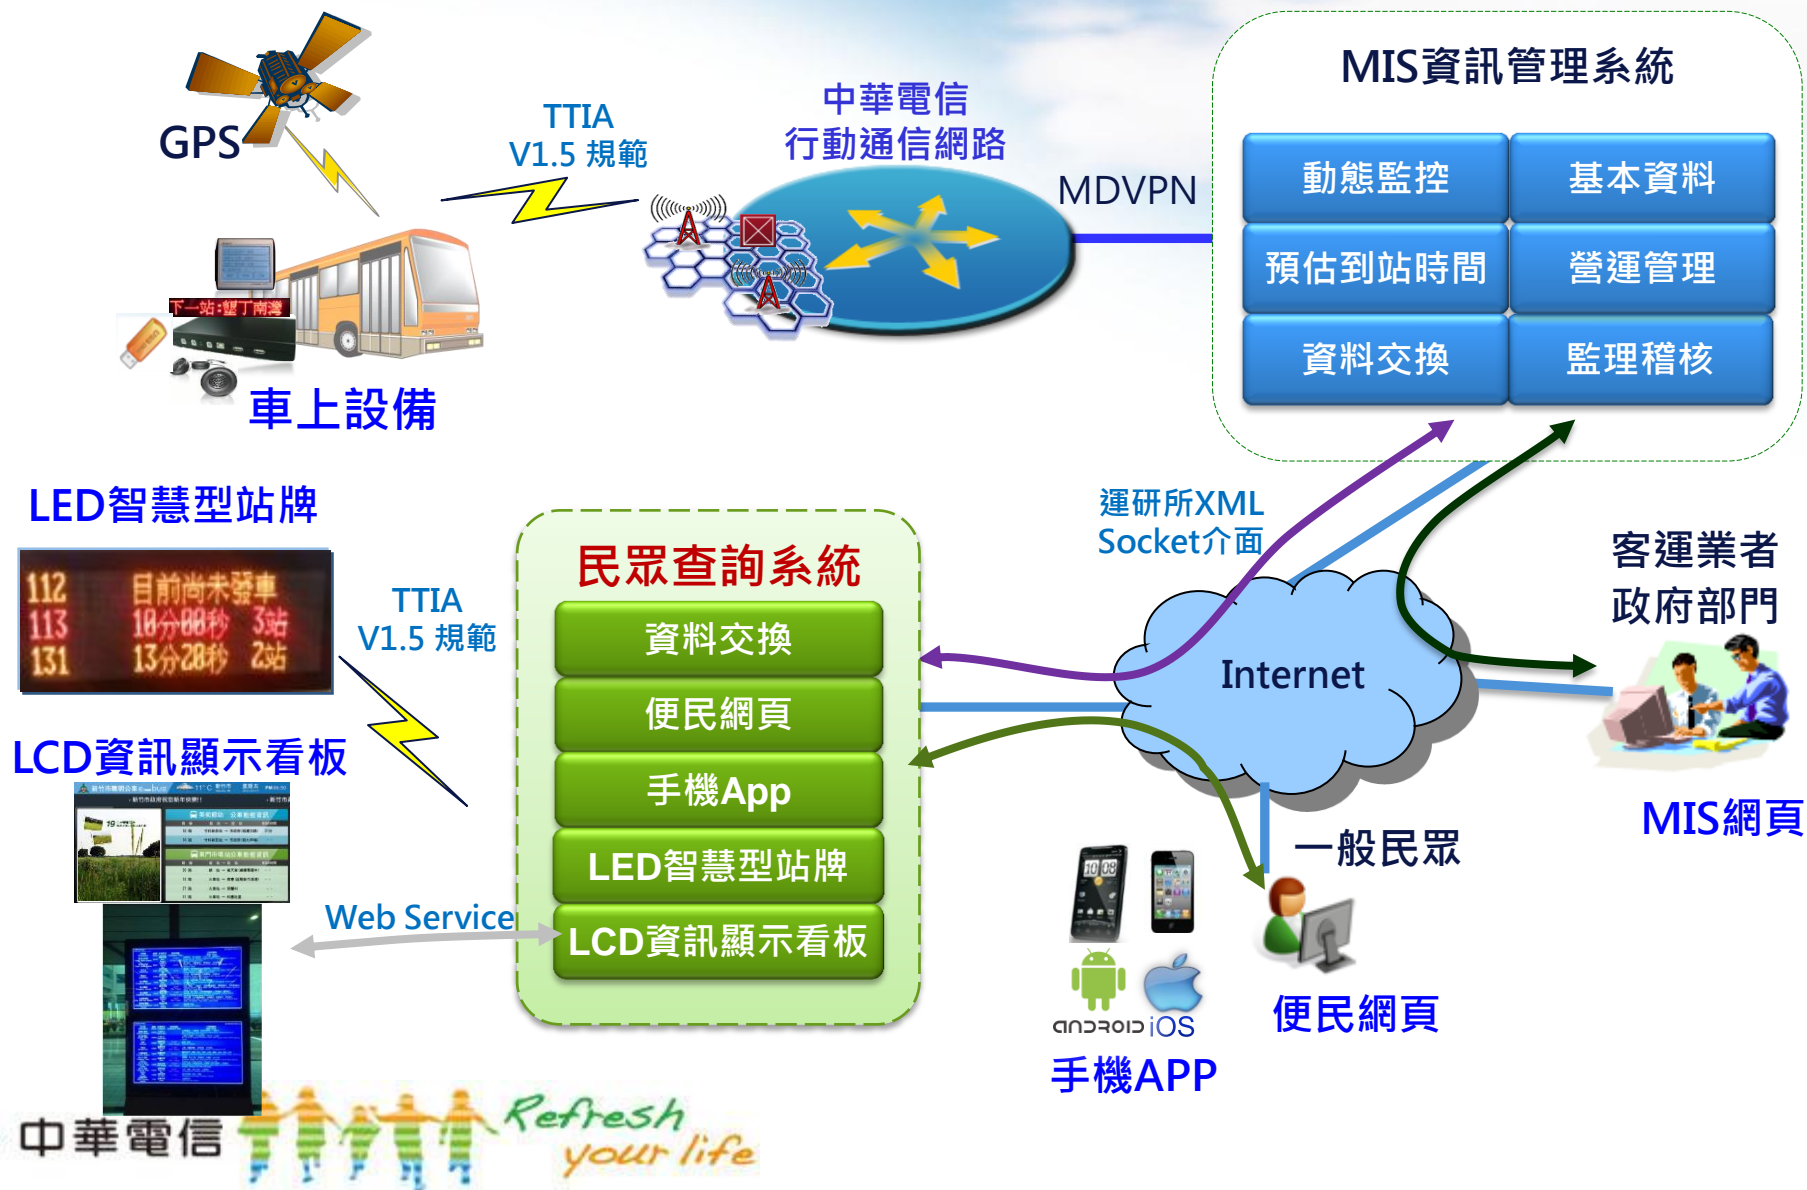 MIS資訊管理系統
GPS
TTIA
V1.5 規範
中華電信
行動通信網路
MDVPN
動態監控
基本資料
預估到站時間
營運管理
資料交換
監理稽核
下一站:墾丁南灣
車上設備
LED智慧型站牌
112 目前尚未發車
113 10分00秒 3站
131 13分20秒 2站
TTIA
V1.5 規範
民眾查詢系統
資料交換
便民網頁
手機App
LED智慧型站牌
LCD資訊顯示看板
運研所XML
Socket介面
Internet
客運業者
政府部門
MIS網頁
LCD資訊顯示看板
Web Service
一般民眾
便民網頁
ANDROID
iOS
手機APP
中華電信
Refresh
your life